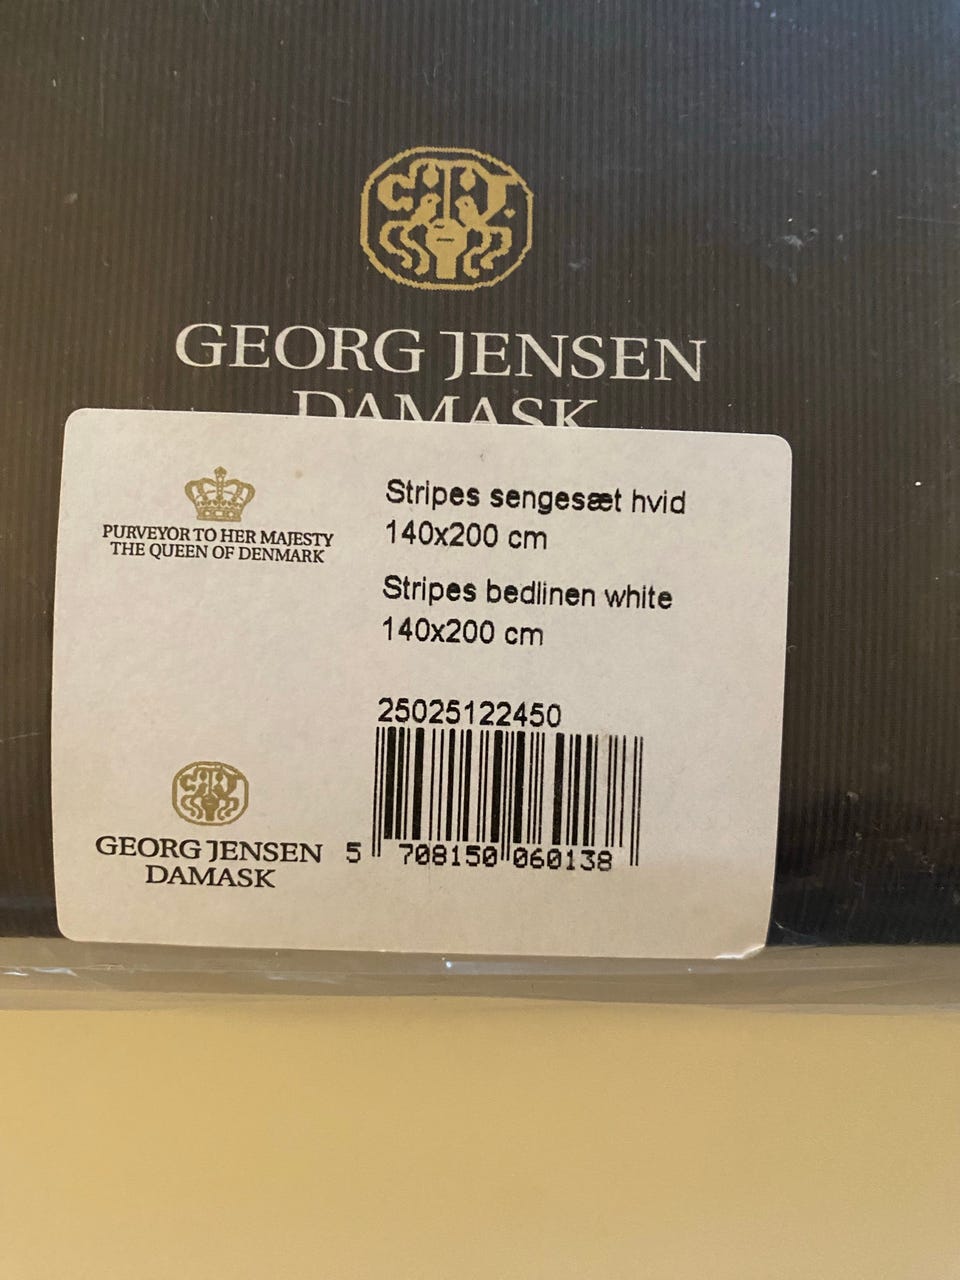 GEORG JENSEN
DAMASK
PURVEYOR TO HER MAJESTY
THE QUEEN OF DENMARK
Stripes sengesæt hvid
140x200 cm
Stripes bedlinen white
140x200 cm
25025122450
5 708150 060138
GEORG JENSEN
DAMASK